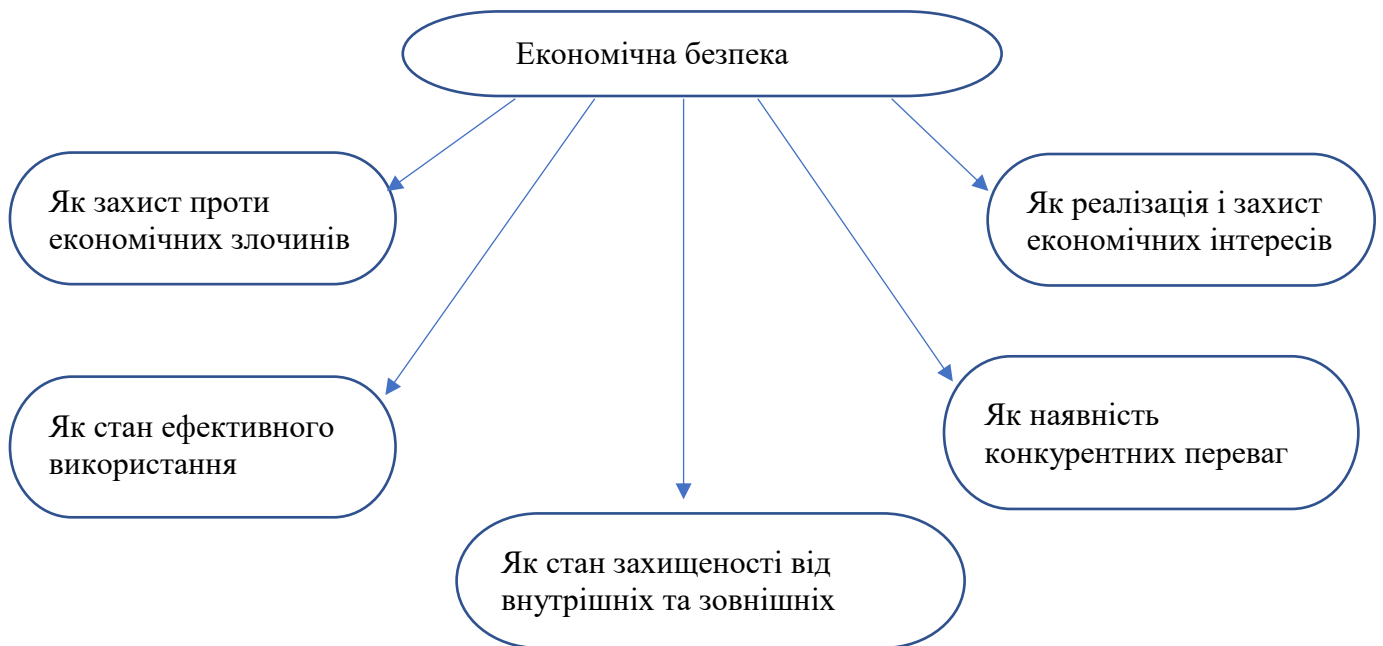 Економічна безпека
Як захист проти
економічних злочинів
Як реалізація і захист
економічних інтересів
Як стан ефективного
використання
Як наявність
конкурентних переваг
Як стан захищеності від
внутрішніх та зовнішніх